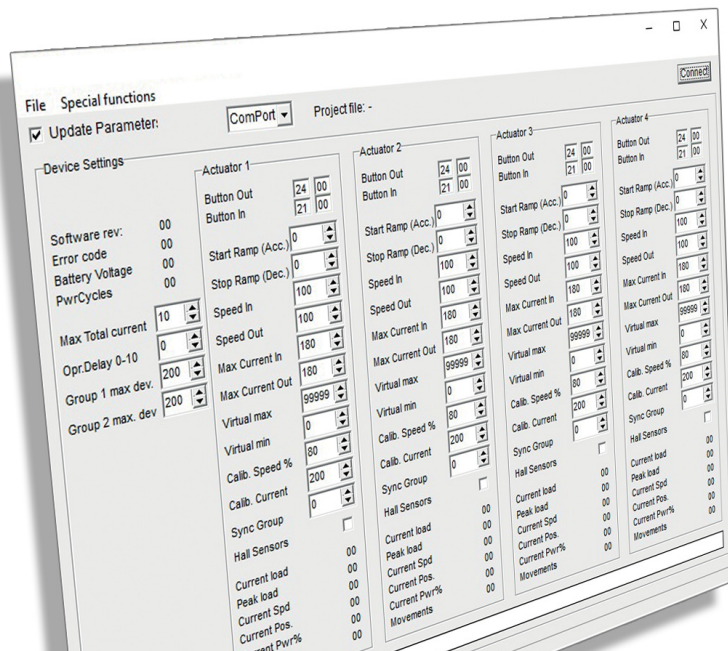 File Special functions
Update Parameter:
ComPort
Project file: -
Connect
Device Settings
Software rev: 00
Error code 00
Battery Voltage 00
PwrCycles 00
Max Total current 10
Opr.Delay 0-10 0
Group 1 max dev. 200
Group 2 max. dev 200
Actuator 1
Button Out 24 00
Button In 21 00
Start Ramp (Acc.) 0
Stop Ramp (Dec.) 0
Speed In 100
Speed Out 100
Max Current In 180
Max Current Out 180
Virtual max 99999
Virtual min 0
Calib. Speed % 80
Calib. Current 200
Sync Group 0
Hall Sensors
Current load 00
Peak load 00
Current Spd 00
Current Pos. 00
Pwr% 00
Actuator 2
Button Out 24 00
Button In 21 00
Start Ramp (Acc.) 0
Stop Ramp (Dec.) 0
Speed In 100
Speed Out 100
Max Current In 180
Max Current Out 180
Virtual max 99999
Virtual min 0
Calib. Speed % 80
Calib. Current 200
Sync Group 0
Hall Sensors
Current load 00
Peak load 00
Current Spd 00
Current Pos. 00
Current Pwr% 00
Movements 00
Actuator 3
Button Out 24 00
Button In 21 00
Start Ramp (Acc.) 0
Stop Ramp (Dec.) 0
Speed In 100
Speed Out 100
Max Current In 180
Max Current Out 180
Virtual max 99999
Virtual min 0
Calib. Speed % 80
Calib. Current 200
Sync Group 0
Hall Sensors
Current load 00
Peak load 00
Current Spd 00
Current Pos. 00
Current Pwr% 00
Movements 00
Actuator 4
Button Out 24 00
Button In 21 00
Start Ramp (Acc.) 0
Stop Ramp (Dec.) 0
Speed In 100
Speed Out 100
Max Current In 180
Max Current Out 180
Virtual max 99999
Virtual min 0
Calib. Speed % 80
Calib. Current 200
Sync Group 0
Hall Sensors
Current load 00
Peak load 00
Current Spd 00
Current Pos. 00
Current Pwr% 00
Movements 00